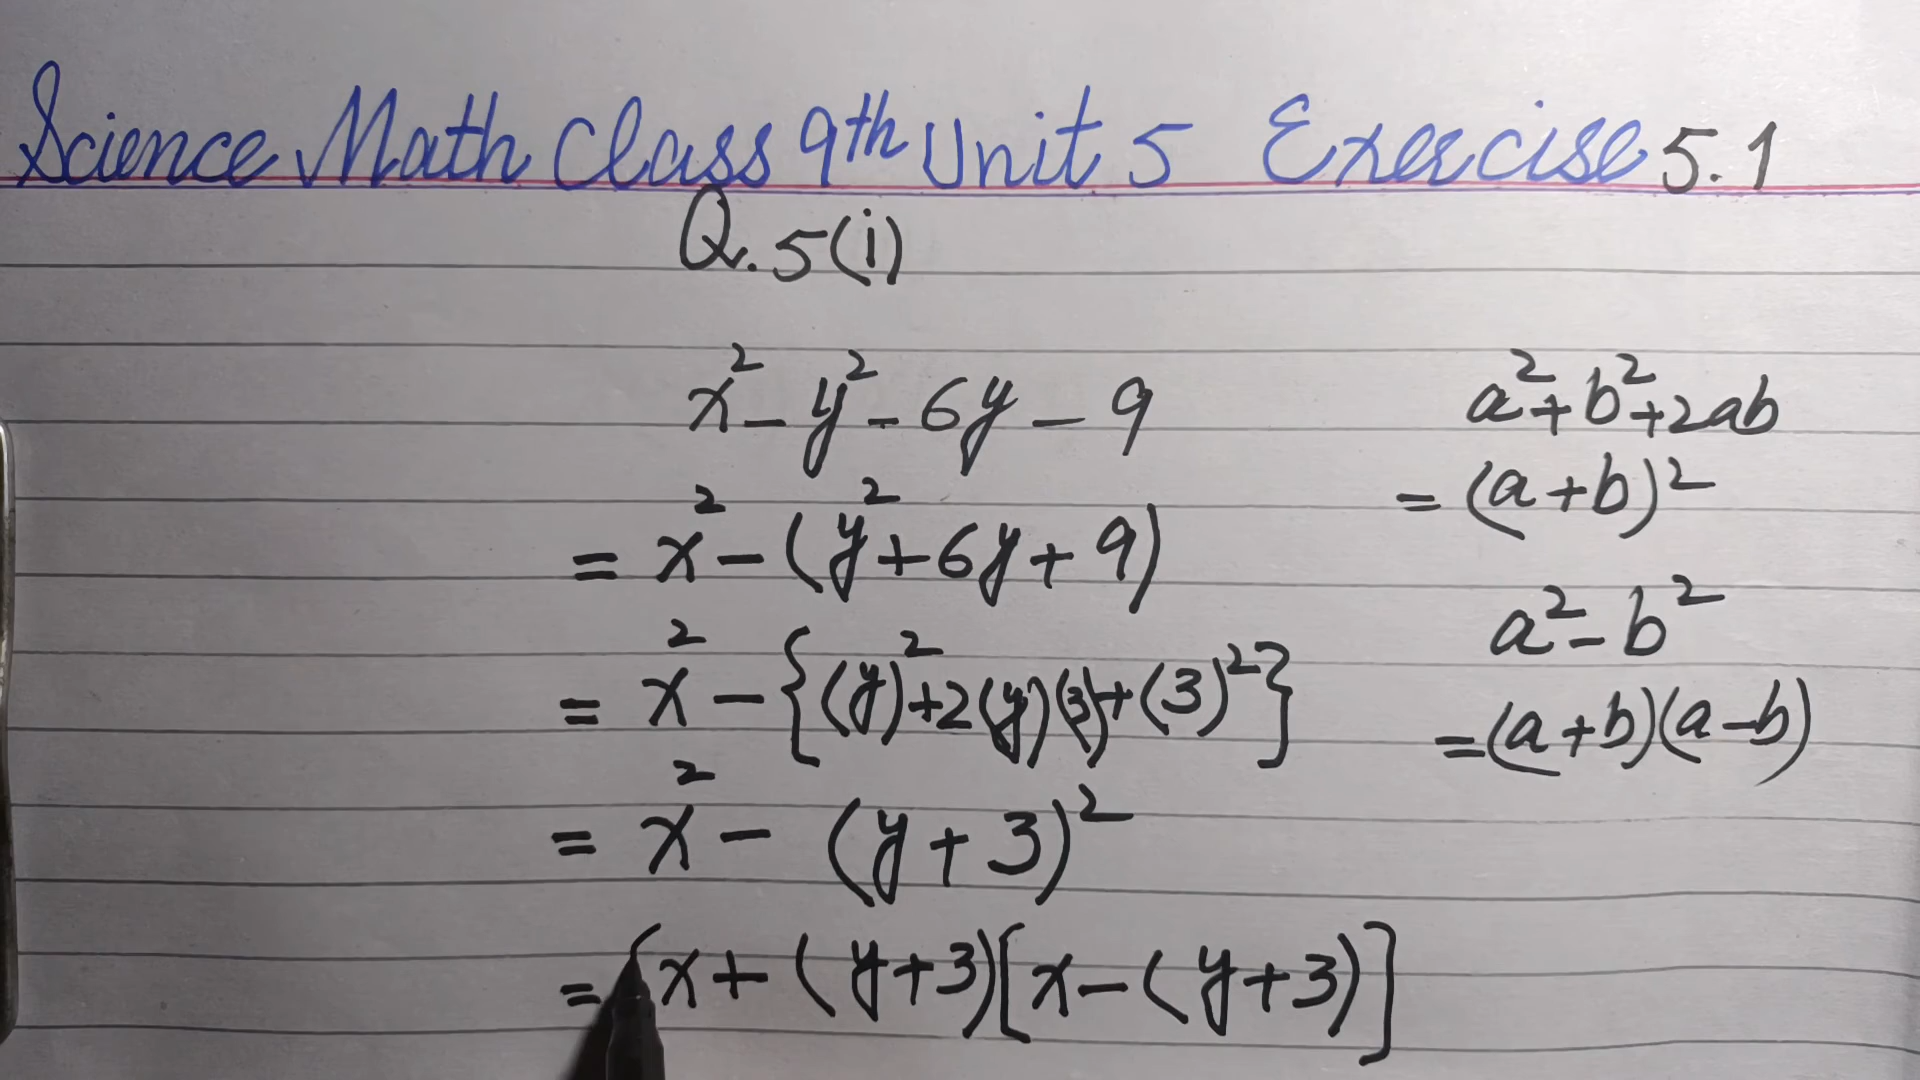 Science Math Class 9th Unit 5 Exercise 5.1
Q.5(i)
x² - y² - 6y - 9
= x² - (y² + 6y + 9)
= x² - {(y)² + 2(y)(3) + (3)²}
= x² - (y + 3)²
= (x + (y + 3)[x - (y + 3)]
a² + b² + 2ab
= (a + b)²
a² - b²
= (a + b)(a - b)